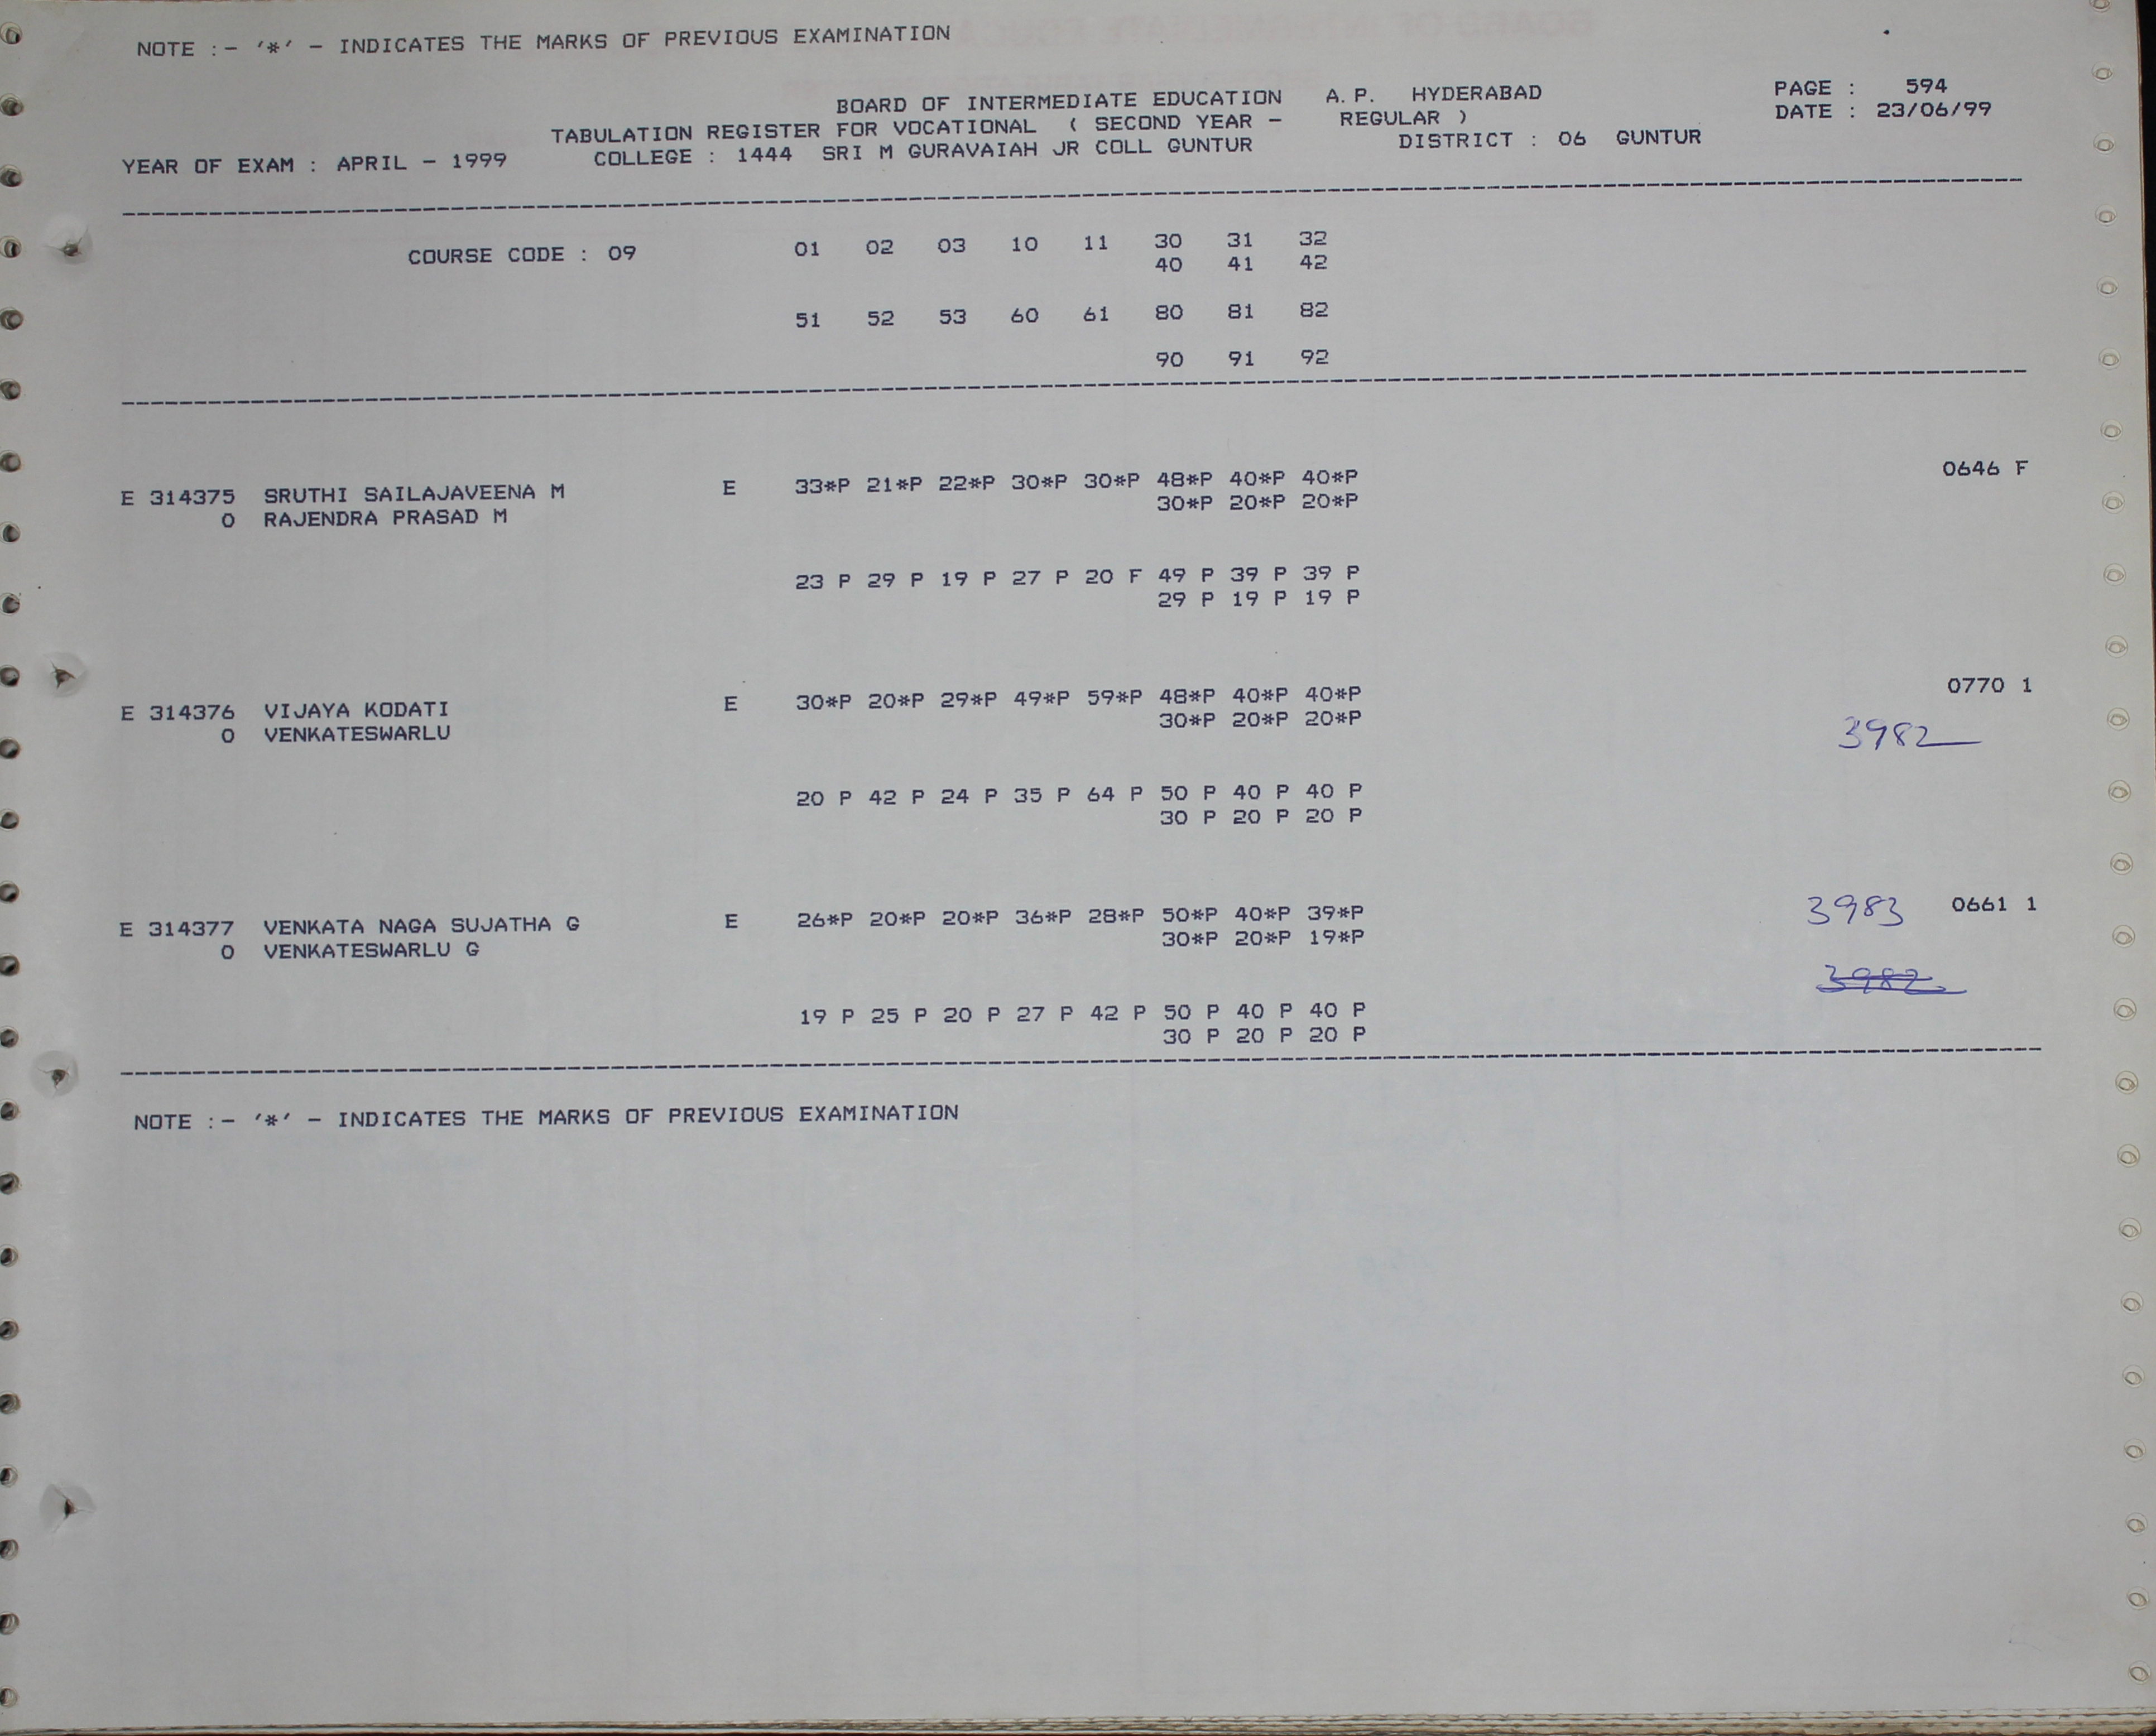 NOTE :- '*' - INDICATES THE MARKS OF PREVIOUS EXAMINATION
BOARD OF INTERMEDIATE EDUCATION A.P. HYDERABAD PAGE : 594
TABULATION REGISTER FOR VOCATIONAL ( SECOND YEAR - REGULAR ) DATE : 23/06/99
YEAR OF EXAM : APRIL - 1999 COLLEGE : 1444 SRI M GURAVAIAH JR COLL GUNTUR DISTRICT : 06 GUNTUR
COURSE CODE : 09 01 02 03 10 11 30 31 32
40 41 42
51 52 53 60 61 80 81 82
90 91 92
E 314375 SRUTHI SAILAJAVEENA M E 33*P 21*P 22*P 30*P 30*P 48*P 40*P 40*P 0646 F
0 RAJENDRA PRASAD M 30*P 20*P 20*P
23 P 29 P 19 P 27 P 20 F 49 P 39 P 39 P
29 P 19 P 19 P
E 314376 VIJAYA KODATI E 30*P 20*P 29*P 49*P 59*P 48*P 40*P 40*P 0770 1
0 VENKATESWARLU 30*P 20*P 20*P 3982
20 P 42 P 24 P 35 P 64 P 50 P 40 P 40 P
30 P 20 P 20 P
E 314377 VENKATA NAGA SUJATHA G E 26*P 20*P 20*P 36*P 28*P 50*P 40*P 39*P 3983 0661 1
0 VENKATESWARLU G 30*P 20*P 19*P
3982
19 P 25 P 20 P 27 P 42 P 50 P 40 P 40 P
30 P 20 P 20 P
NOTE :- '*' - INDICATES THE MARKS OF PREVIOUS EXAMINATION